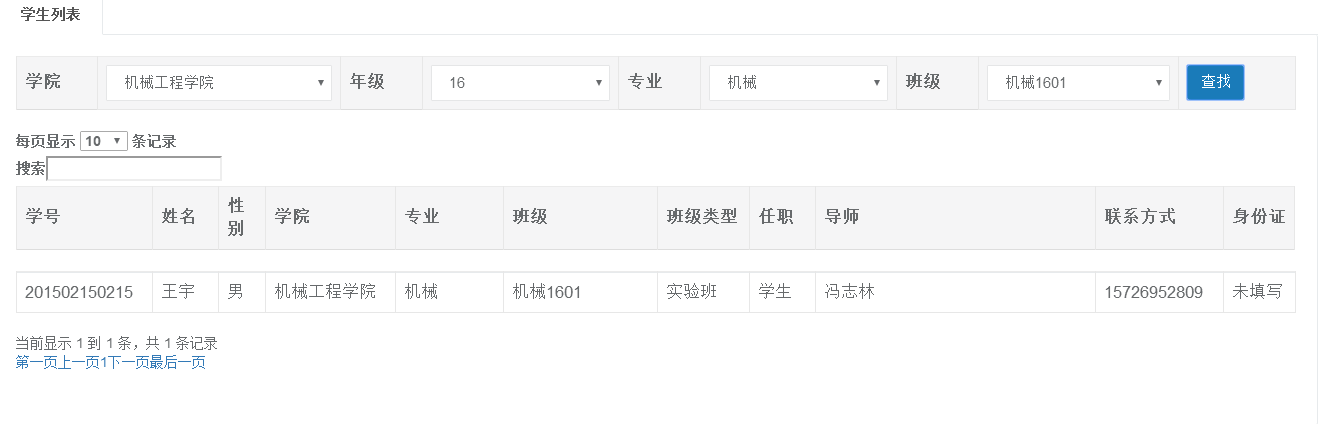 学生列表
学院 机械工程学院 年级 16 专业 机械 班级 机械1601 查找
每页显示 10 条记录
搜索
学号 姓名 性别 学院 专业 班级 班级类型 任职 导师 联系方式 身份证
201502150215 王宇 男 机械工程学院 机械 机械1601 实验班 学生 冯志林 15726952809 未填写
当前显示 1 到 1 条，共 1 条记录
第一页上一页1下一页最后一页